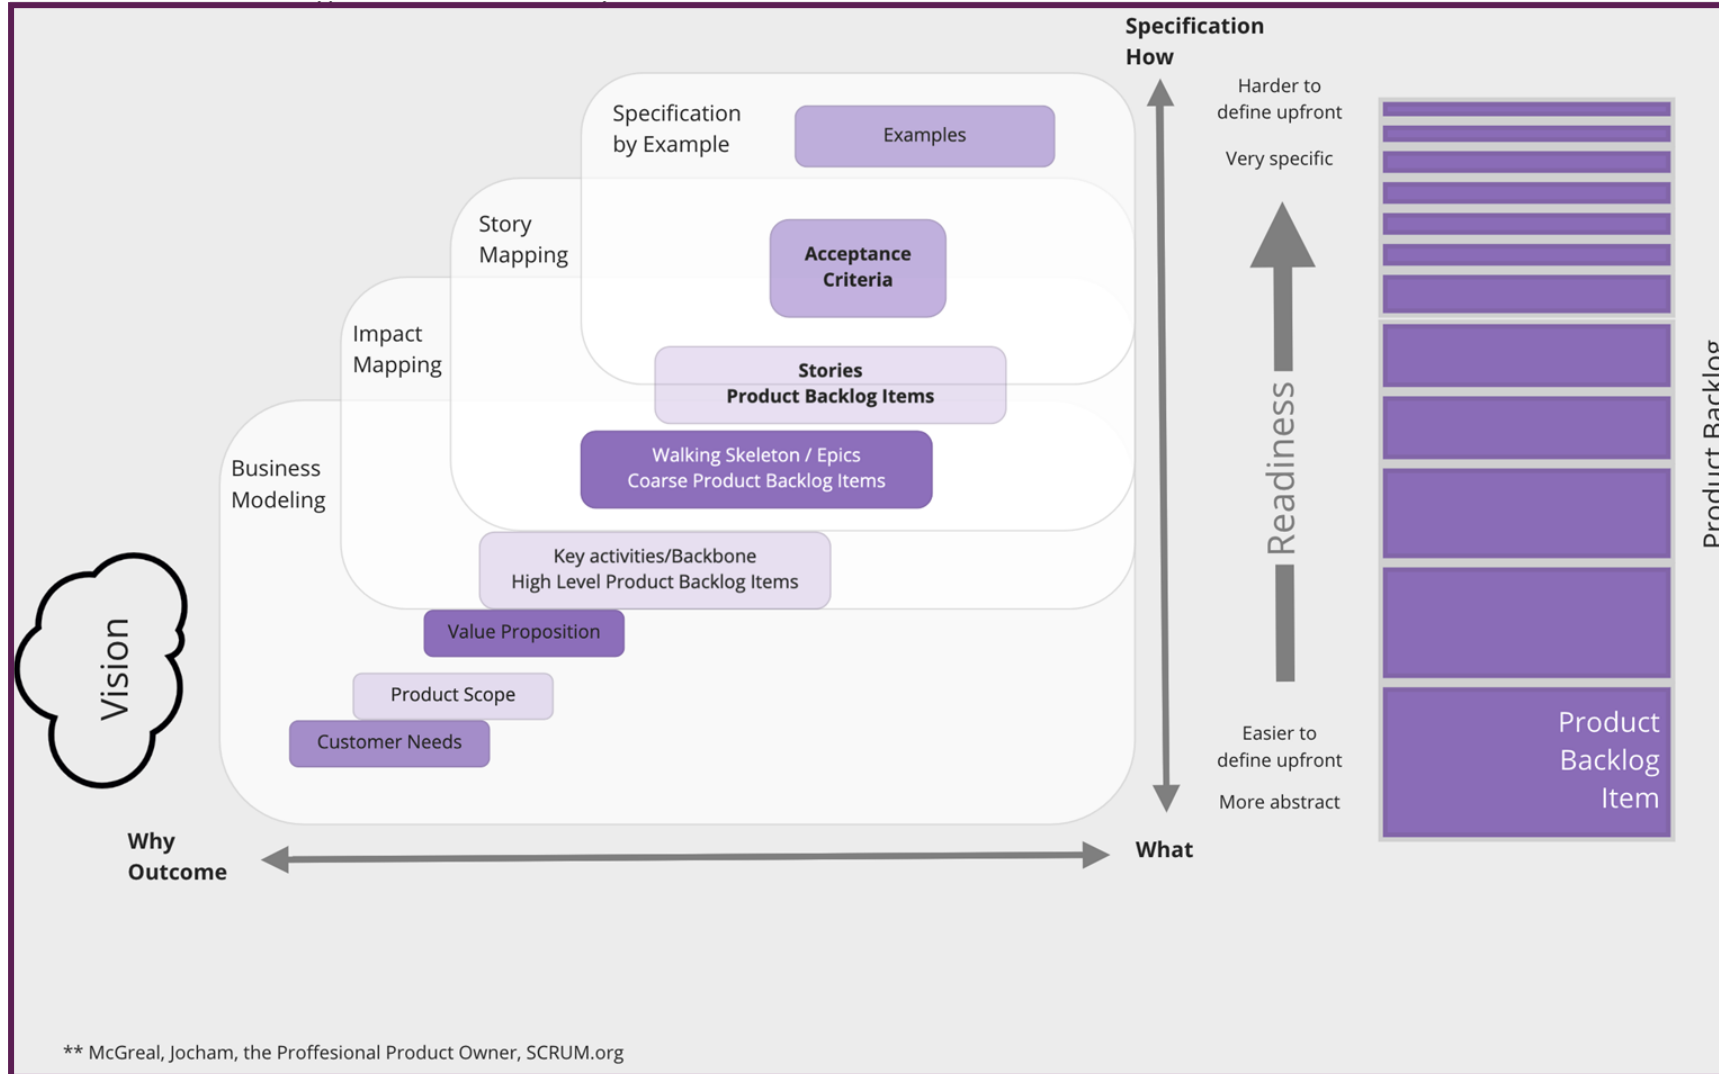 Specification
How
Harder to
define upfront
Very specific
Specification
by Example
Examples
Story
Mapping
Acceptance
Criteria
Impact
Mapping
Stories
Product Backlog Items
Business
Modeling
Walking Skeleton / Epics
Coarse Product Backlog Items
Key activities/Backbone
High Level Product Backlog Items
Value Proposition
Product Scope
Customer Needs
Vision
Readiness
Easier to
define upfront
More abstract
Product
Backlog
Item
Product Backlog
Why
Outcome
What
** McGreal, Jocham, the Proffesional Product Owner, SCRUM.org